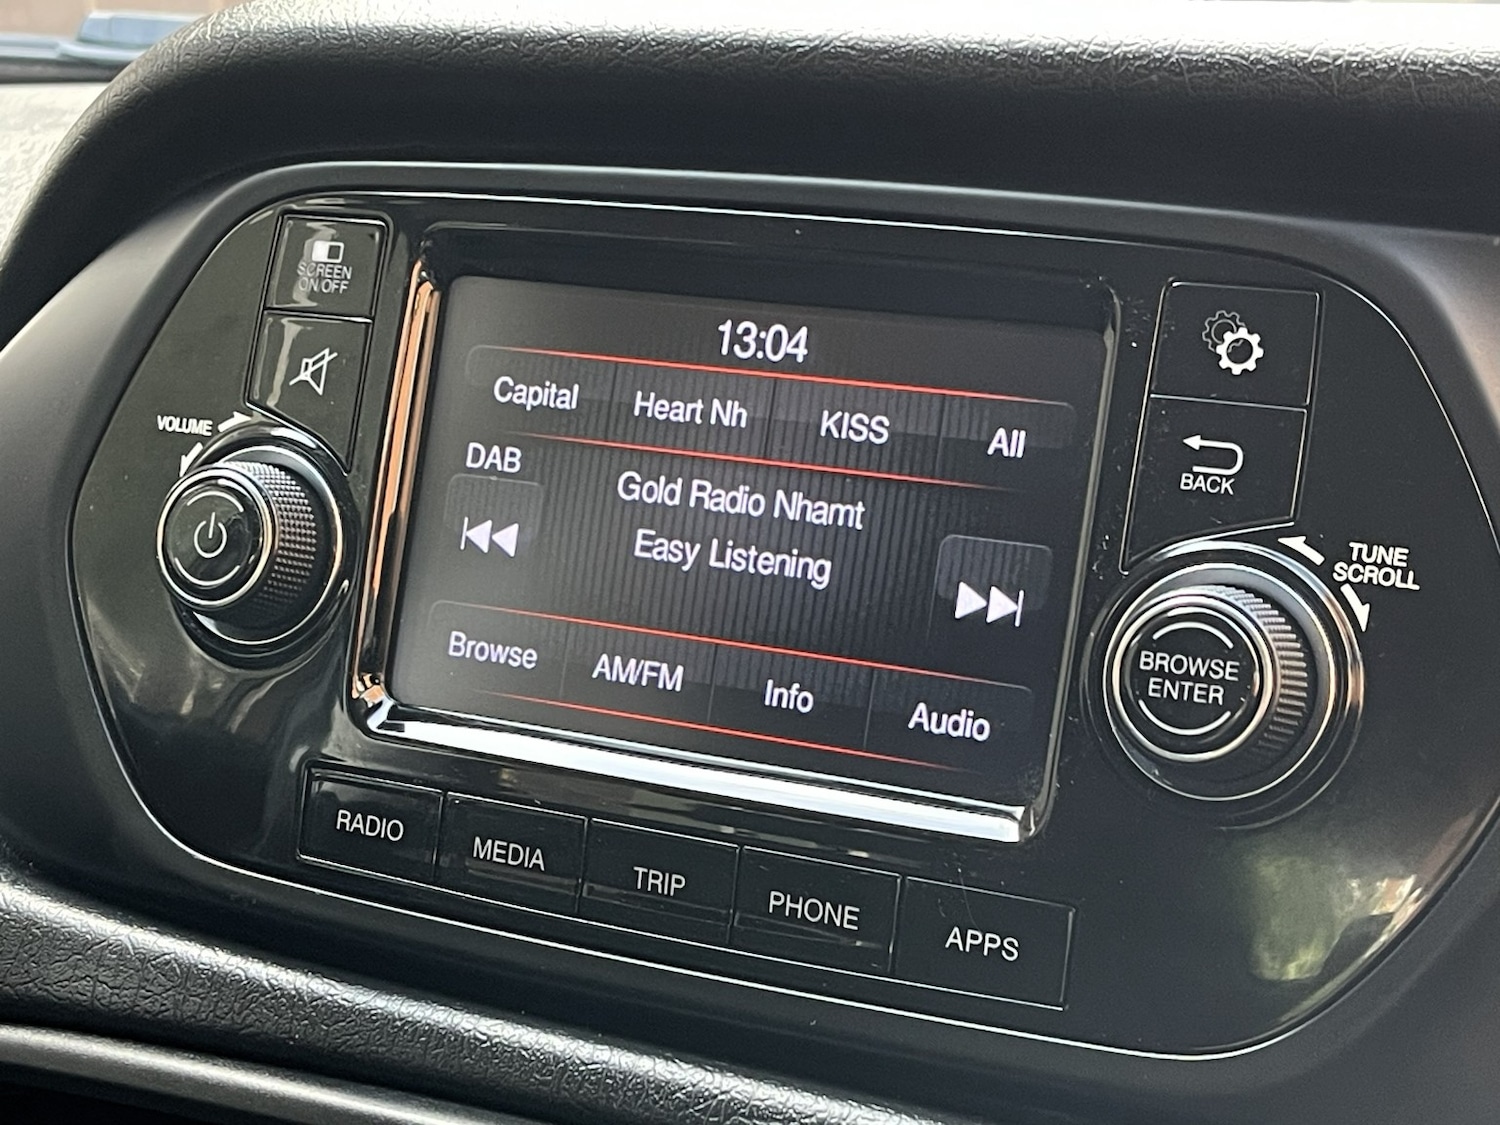 SCREEN
ON/OFF
VOLUME
13:04
Capital Heart Nh KISS All
DAB
Gold Radio Nhamt
Easy Listening
Browse AM/FM Info Audio
BACK
TUNE
SCROLL
BROWSE
ENTER
RADIO MEDIA TRIP PHONE APPS